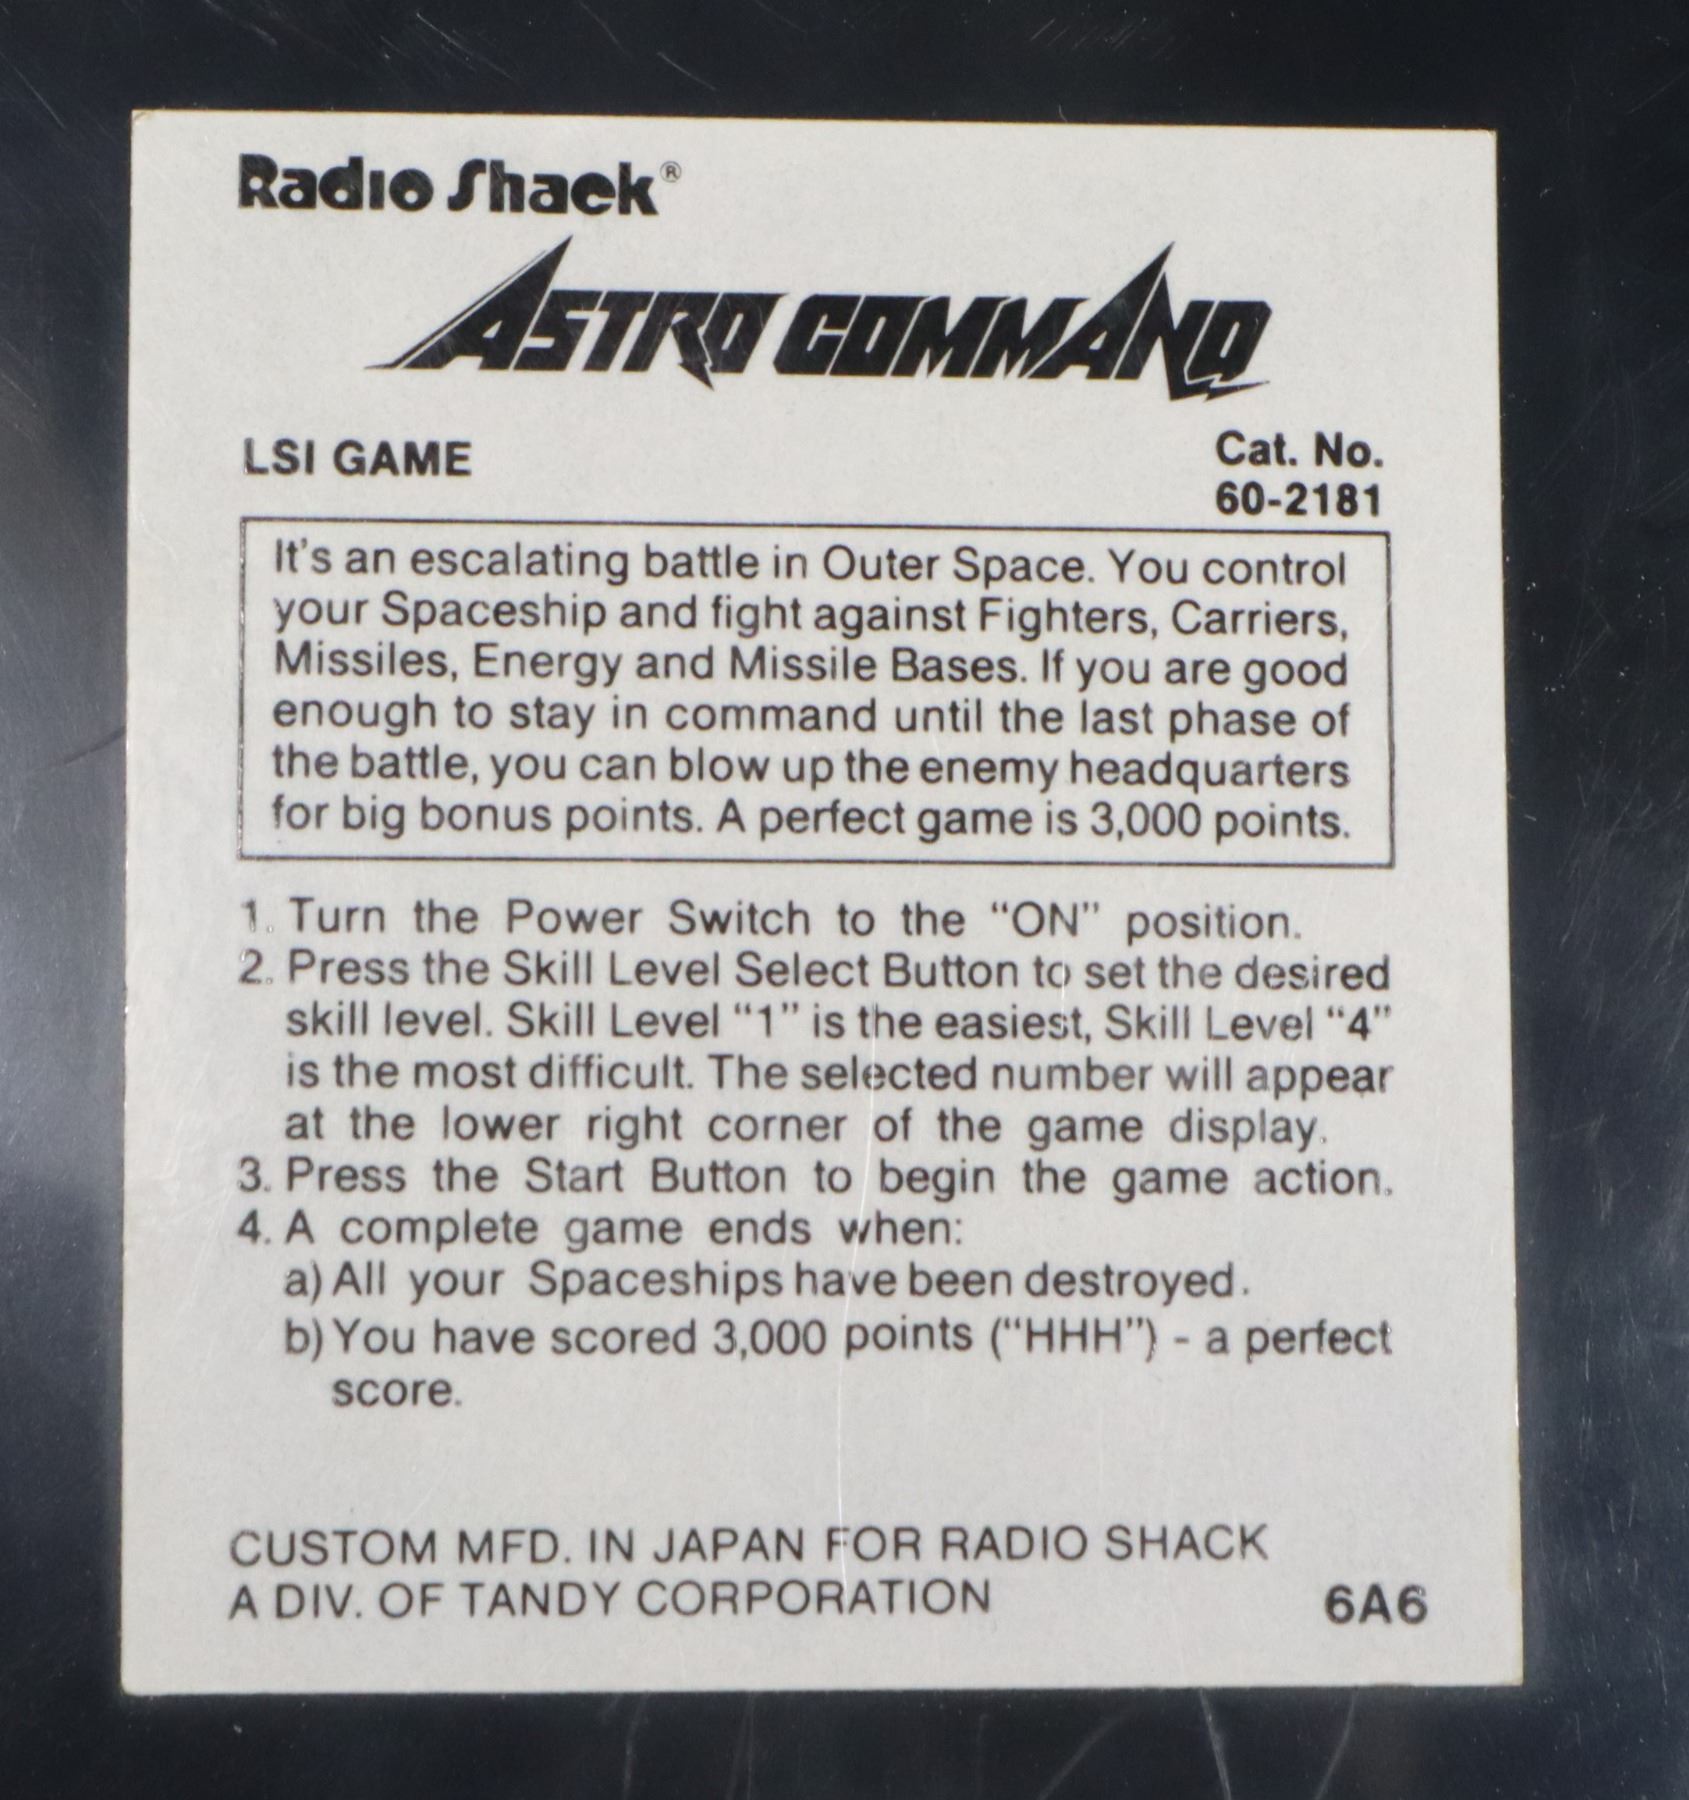 Radio Shack®
ASTRO COMMAND
LSI GAME
Cat. No.
60-2181
It's an escalating battle in Outer Space. You control
your Spaceship and fight against Fighters, Carriers,
Missiles, Energy and Missile Bases. If you are good
enough to stay in command until the last phase of
the battle, you can blow up the enemy headquarters
for big bonus points. A perfect game is 3,000 points.
1. Turn the Power Switch to the “ON” position.
2. Press the Skill Level Select Button to set the desired
skill level. Skill Level “1” is the easiest, Skill Level “4”
is the most difficult. The selected number will appear
at the lower right corner of the game display.
3. Press the Start Button to begin the game action.
4. A complete game ends when:
a) All your Spaceships have been destroyed.
b) You have scored 3,000 points (“HHH”) - a perfect
score.
CUSTOM MFD. IN JAPAN FOR RADIO SHACK
A DIV. OF TANDY CORPORATION
6A6